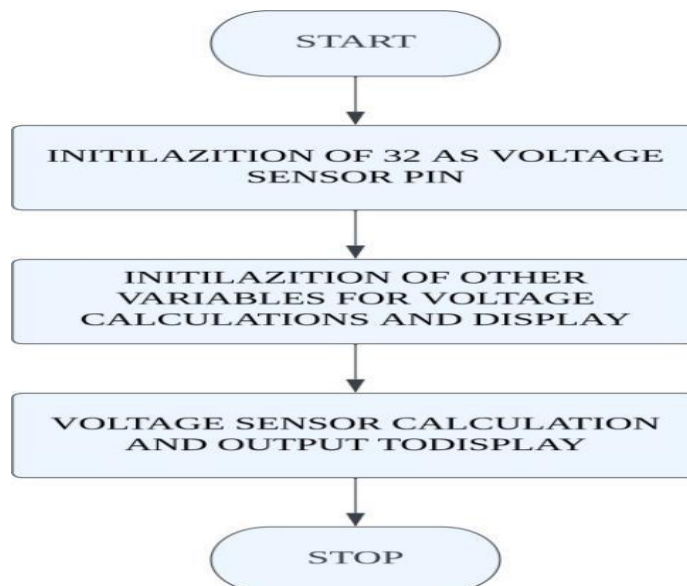 START
INITILAZITION OF 32 AS VOLTAGE
SENSOR PIN
INITILAZITION OF OTHER
VARIABLES FOR VOLTAGE
CALCULATIONS AND DISPLAY
VOLTAGE SENSOR CALCULATION
AND OUTPUT TODISPLAY
STOP